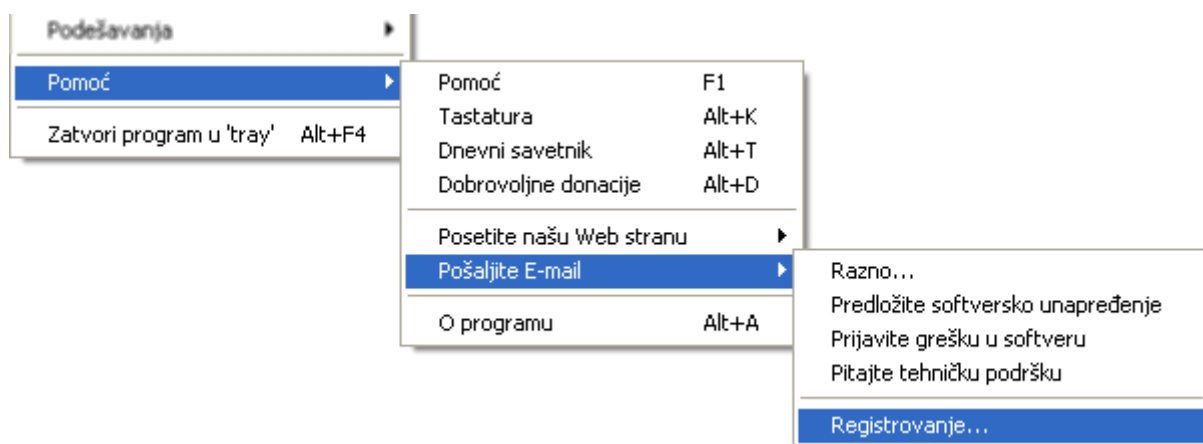 Podešavanja
Pomoć
Zatvori program u 'tray' Alt+F4
Pomoć F1
Tastatura Alt+K
Dnevni savetnik Alt+T
Dobrovoljne donacije Alt+D
Posetite našu Web stranu
Pošaljite E-mail
O programu Alt+A
Razno...
Predložite softversko unapređenje
Prijavite grešku u softveru
Pitajte tehničku podršku
Registrovanje...